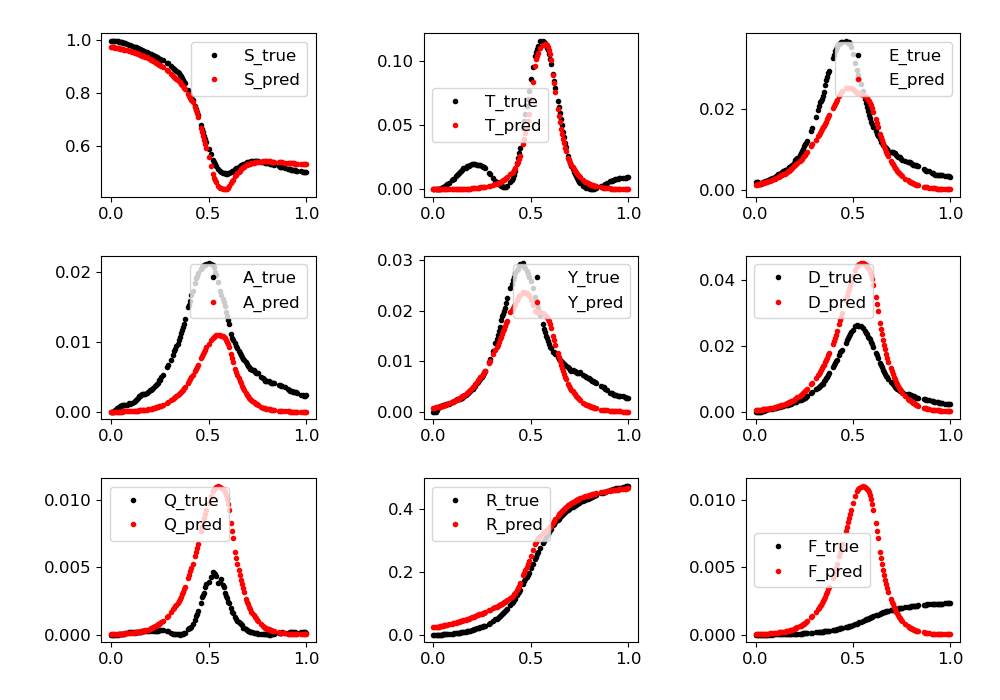 1.0
0.8
0.6
0.0 0.5 1.0
S_true
S_pred
0.10
0.05
0.00
0.0 0.5 1.0
T_true
T_pred
0.02
0.00
0.0 0.5 1.0
E_true
E_pred
0.02
0.01
0.00
0.0 0.5 1.0
A_true
A_pred
0.03
0.02
0.01
0.00
0.0 0.5 1.0
Y_true
Y_pred
0.04
0.02
0.00
0.0 0.5 1.0
D_true
D_pred
0.010
0.005
0.000
0.0 0.5 1.0
Q_true
Q_pred
0.4
0.2
0.0
0.0 0.5 1.0
R_true
R_pred
0.010
0.005
0.000
0.0 0.5 1.0
F_true
F_pred